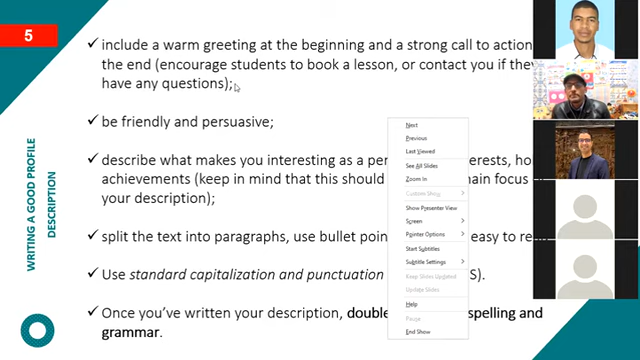 5
WRITING A GOOD PROFILE
DESCRIPTION
✓ include a warm greeting at the beginning and a strong call to action
the end (encourage students to book a lesson, or contact you if they
have any questions);
✓ be friendly and persuasive;
✓ describe what makes you interesting as a
achievements (keep in mind that this should focus
your description);
✓ split the text into paragraphs, use bullet easy to
✓ Use standard capitalization and punctuation
✓ Once you've written your description, double spelling and
grammar.
Next
Previous
Last Viewed
See All Slides
Zoom In
Custom Show
Show Presenter View
Screen
Pointer Options
Start Subtitles
Subtitle Settings
Keep Slides Updated
Update Slides
Help
Pause
End Show